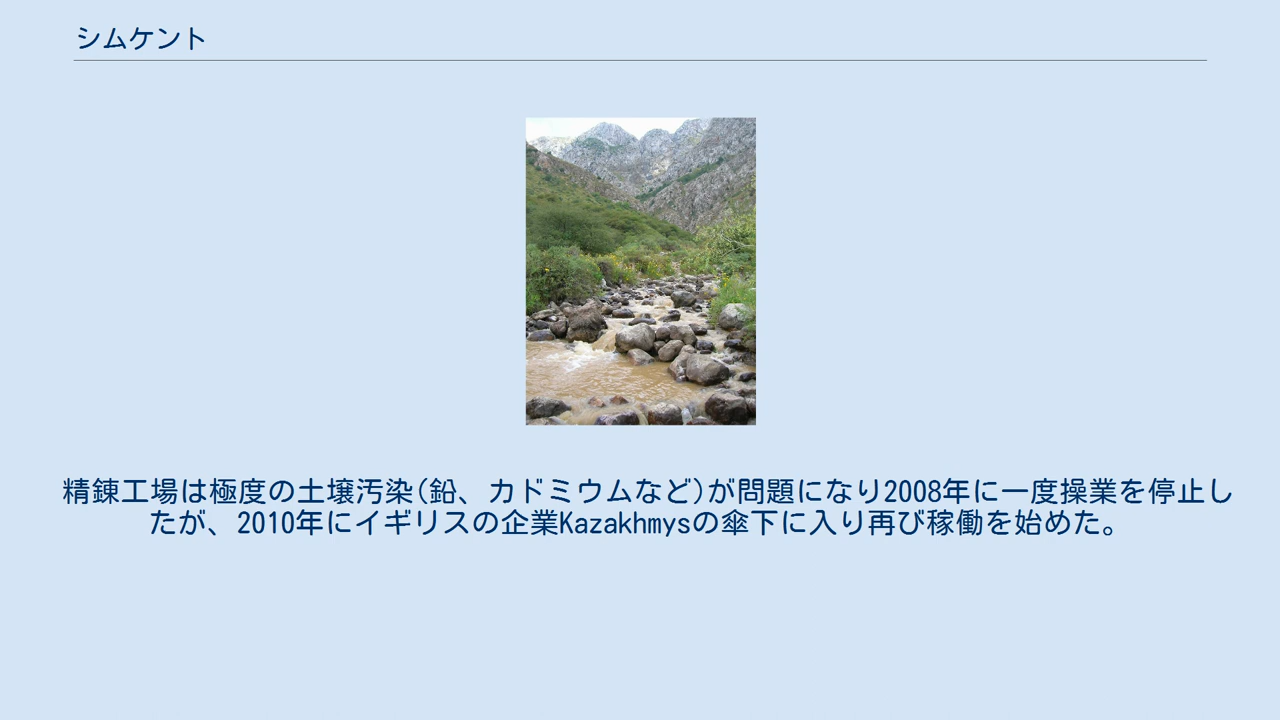 シムケント
精錬工場は極度の土壌汚染(鉛、カドミウムなど)が問題になり2008年に一度操業を停止し
たが、2010年にイギリスの企業Kazakhmysの傘下に入り再び稼働を始めた。